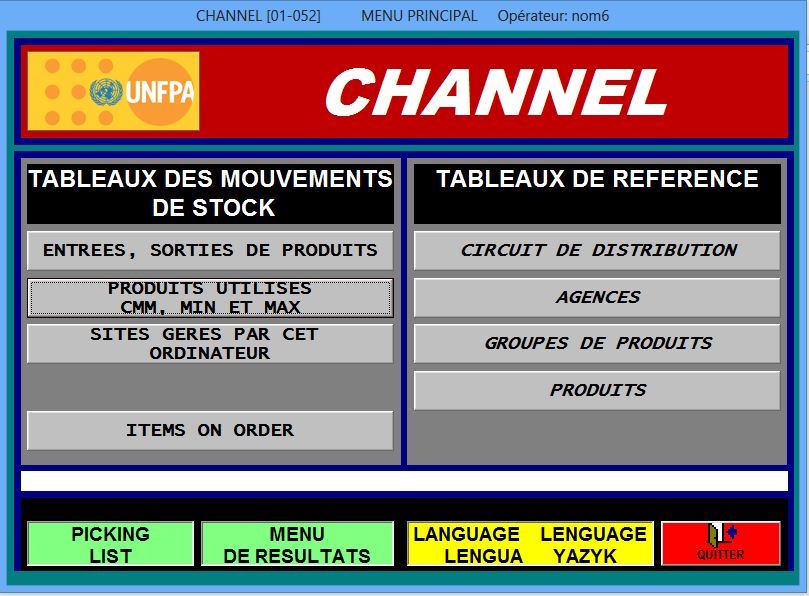 CHANNEL [01-052] MENU PRINCIPAL Opérateur: nom6
UNFPA
CHANNEL
TABLEAUX DES MOUVEMENTS
DE STOCK
ENTREES, SORTIES DE PRODUITS
PRODUITS UTILISES
CMM, MIN ET MAX
SITES GERES PAR CET
ORDINATEUR
ITEMS ON ORDER
TABLEAUX DE REFERENCE
CIRCUIT DE DISTRIBUTION
AGENCES
GROUPES DE PRODUITS
PRODUITS
PICKING
LIST
MENU
DE RESULTATS
LANGUAGE LENGUAGE
LENGUA YAZYK
QUITTER